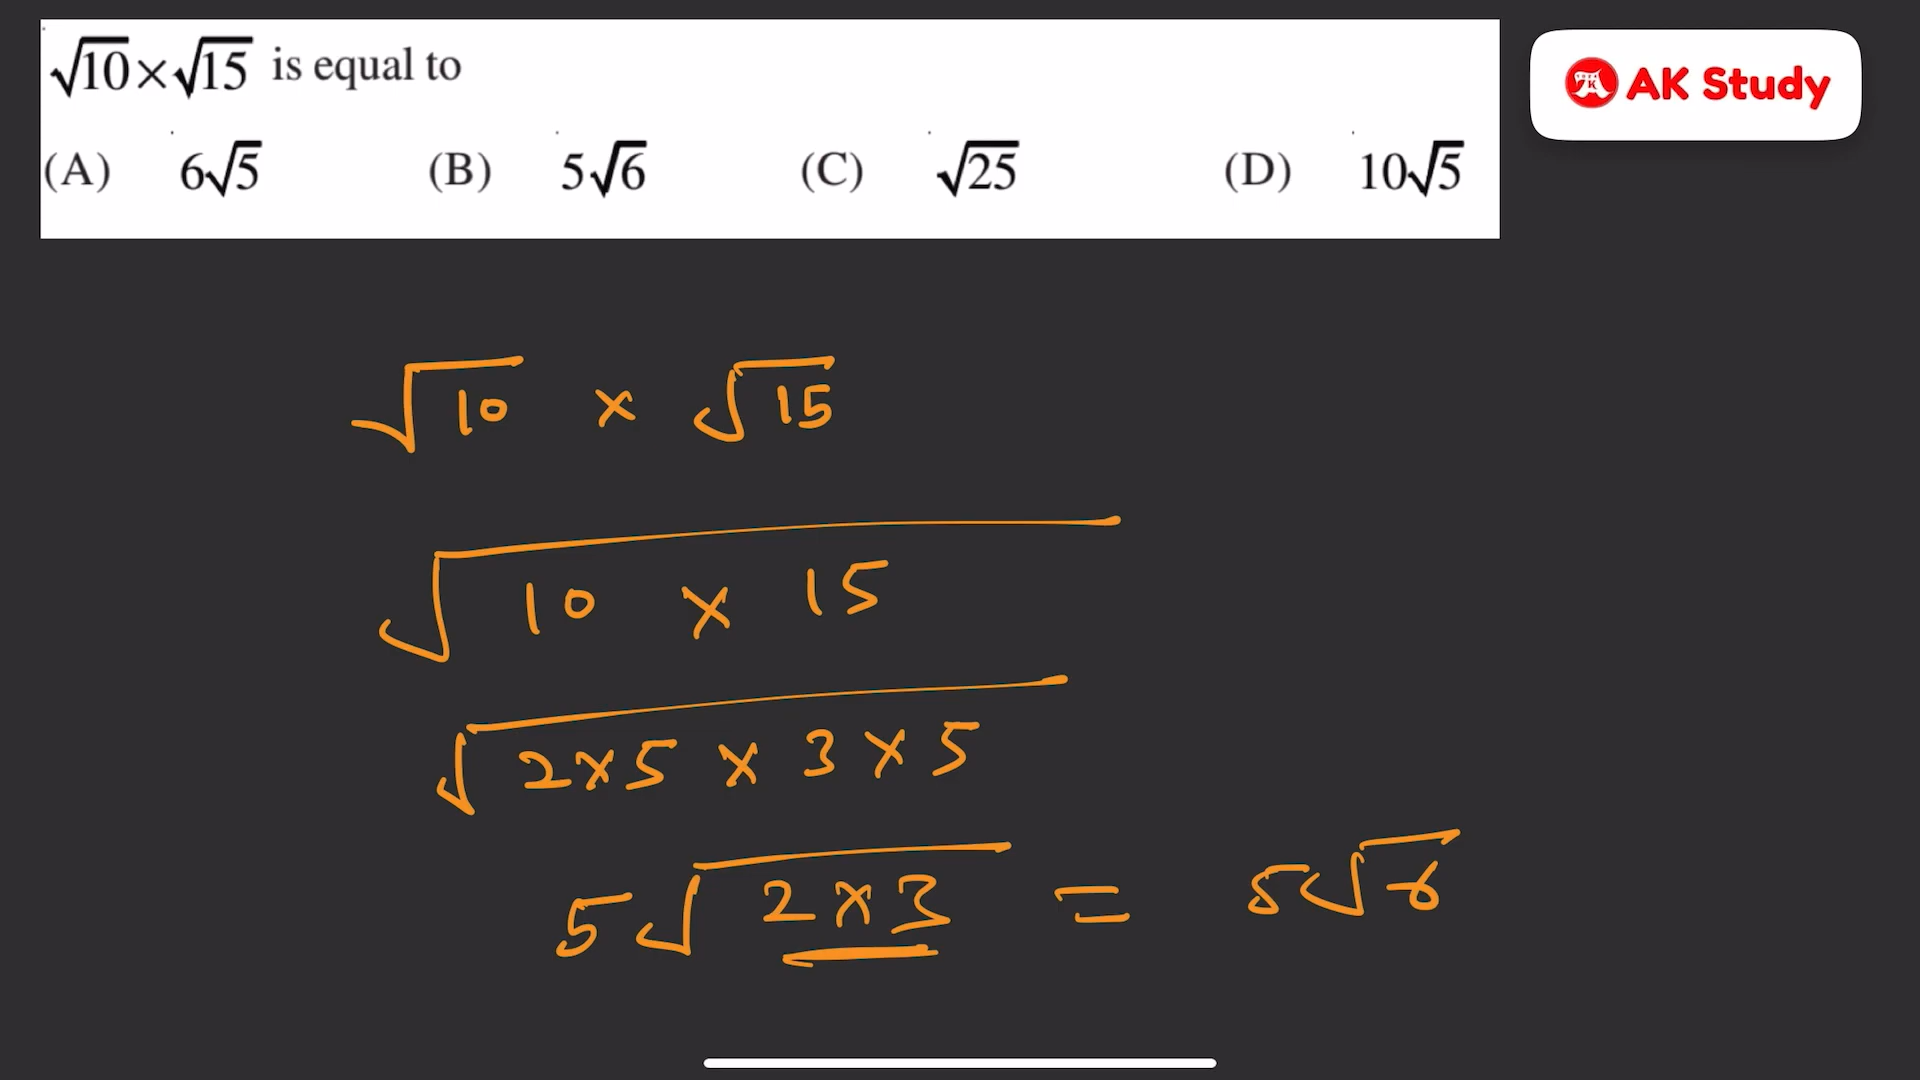 √10×√15 is equal to
(A) 6√5 (B) 5√6 (C) √25 (D) 10√5
AK Study
√10 × √15
√10 × 15
√2×5 × 3×5
5√2×3 = 5√6